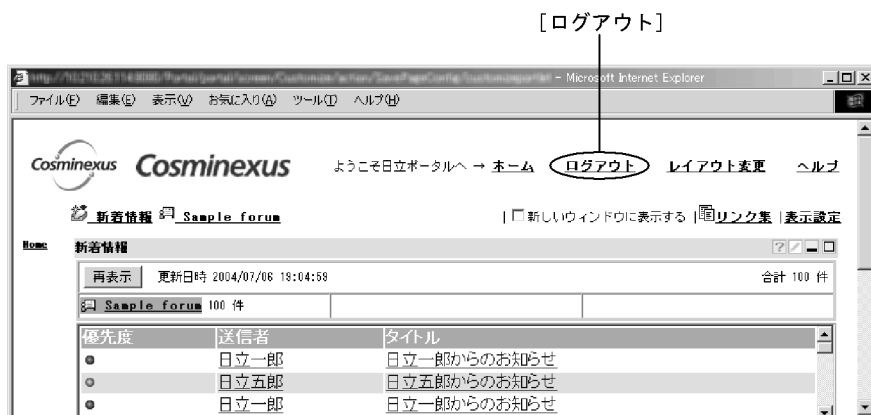 [ログアウト]
- Microsoft Internet Explorer
ファイル(F) 編集(E) 表示(V) お気に入り(A) ツール(T) ヘルプ(H)
Cosminexus Cosminexus ようこそ日立ポータルへ → ホーム ログアウト レイアウト変更 ヘルプ
新着情報 Sample forum | 新しいウィンドウに表示する | リンク集 | 表示設定
Home 新着情報
再表示 更新日時 2004/07/06 19:04:59 合計 100 件
Sample forum 100 件
優先度 送信者 タイトル
日立一郎 日立一郎からのお知らせ
日立五郎 日立五郎からのお知らせ
日立一郎 日立一郎からのお知らせ